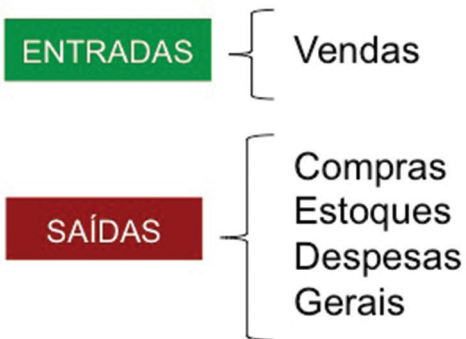 ENTRADAS
Vendas
SAÍDAS
Compras
Estoques
Despesas
Gerais